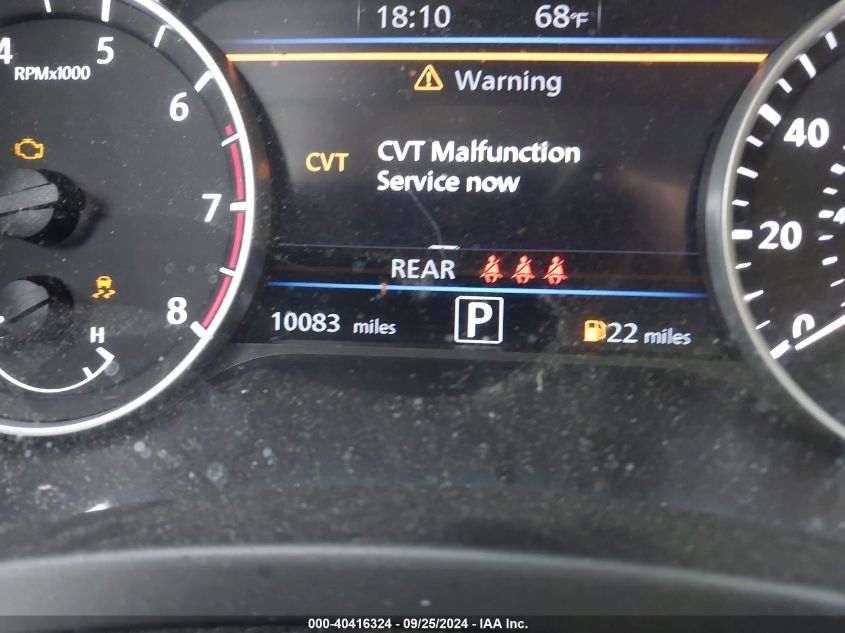 18:10 68°F
4 5 6 7 8
RPMx1000
H
Warning
CVT CVT Malfunction
Service now
REAR
10083 miles P 22 miles
40
20
0
000-40416324 - 09/25/2024 - IAA Inc.